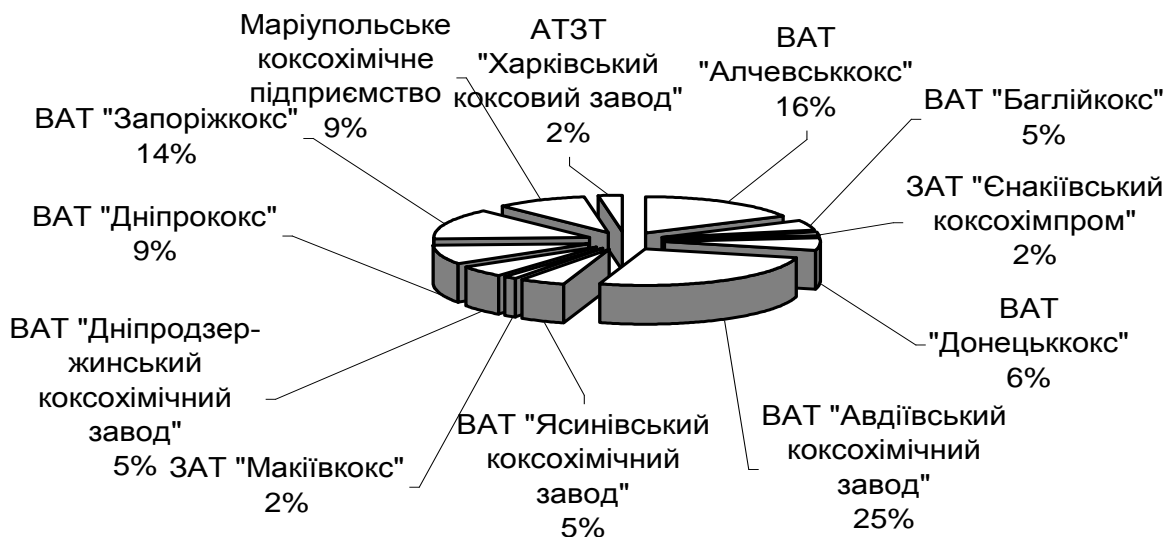 Маріупольське
коксохімічне
підприємство
9%
АТЗТ
"Харківський
коксовий завод"
2%
ВАТ
"Алчевськкокс"
16%
ВАТ "Баглійкокс"
5%
ЗАТ "Єнакіївський
коксохімпром"
2%
ВАТ
"Донецьккокс"
6%
ВАТ "Авдіївський
коксохімічний
завод"
25%
ВАТ "Ясинівський
коксохімічний
завод"
5%
ЗАТ "Макіївкокс"
2%
ВАТ "Дніпродзер-
жинський
коксохімічний
завод"
5%
ВАТ "Дніпрококс"
9%
ВАТ "Запоріжкокс"
14%